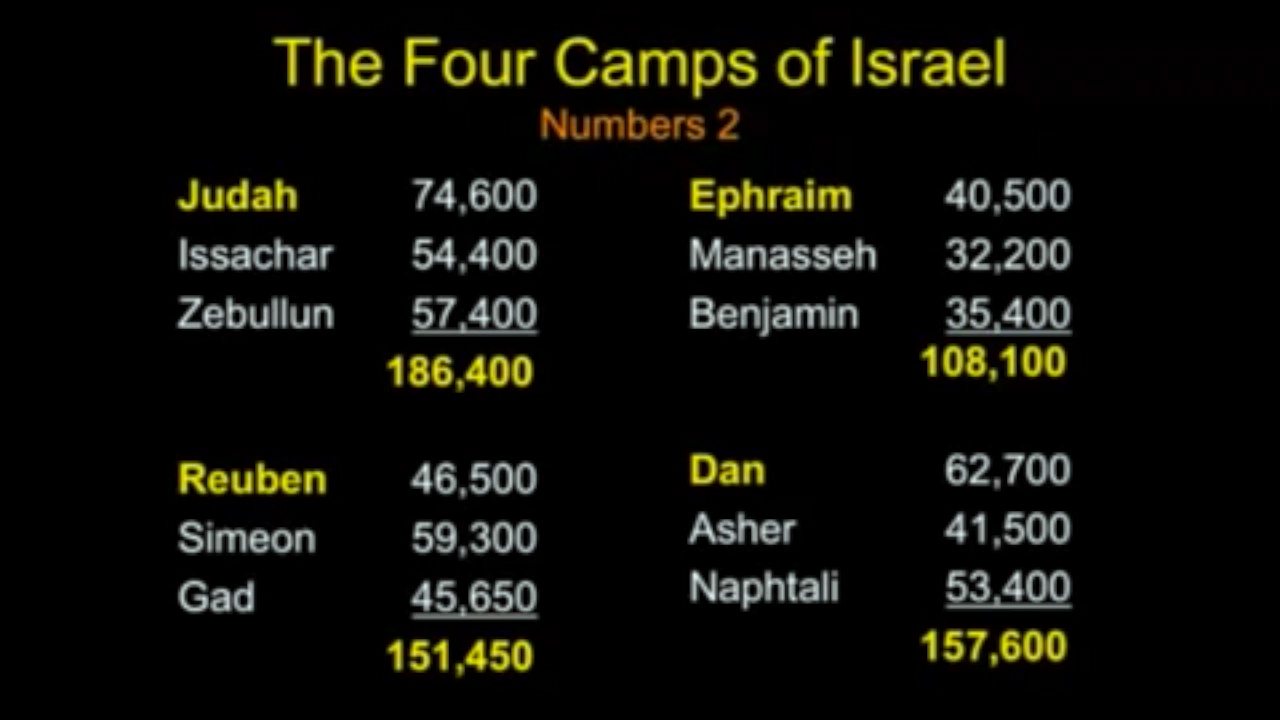 The Four Camps of Israel
Numbers 2
Judah 74,600
Issachar 54,400
Zebullun 57,400
186,400
Ephraim 40,500
Manasseh 32,200
Benjamin 35,400
108,100
Reuben 46,500
Simeon 59,300
Gad 45,650
151,450
Dan 62,700
Asher 41,500
Naphtali 53,400
157,600